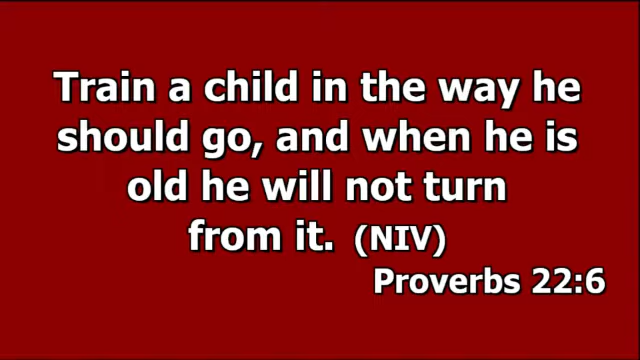 Train a child in the way he
should go, and when he is
old he will not turn
from it. (NIV)
Proverbs 22:6